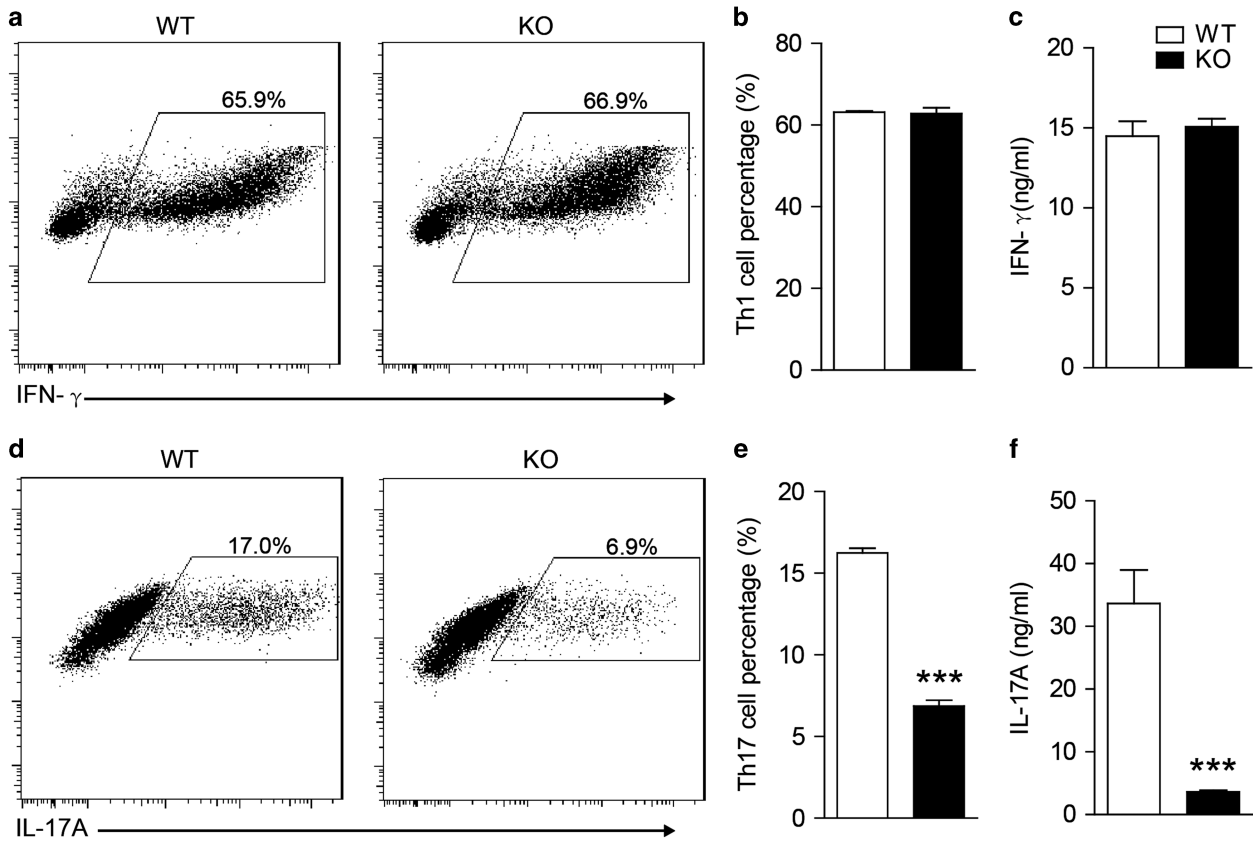 a
WT
KO
65.9%
66.9%
IFN- γ
b
Th1 cell percentage (%)
80
60
40
20
0
c
WT
KO
IFN- γ(ng/ml)
20
15
10
5
0
d
WT
KO
17.0%
6.9%
IL-17A
e
Th17 cell percentage (%)
20
15
10
5
0
***
f
IL-17A (ng/ml)
50
40
30
20
10
0
***